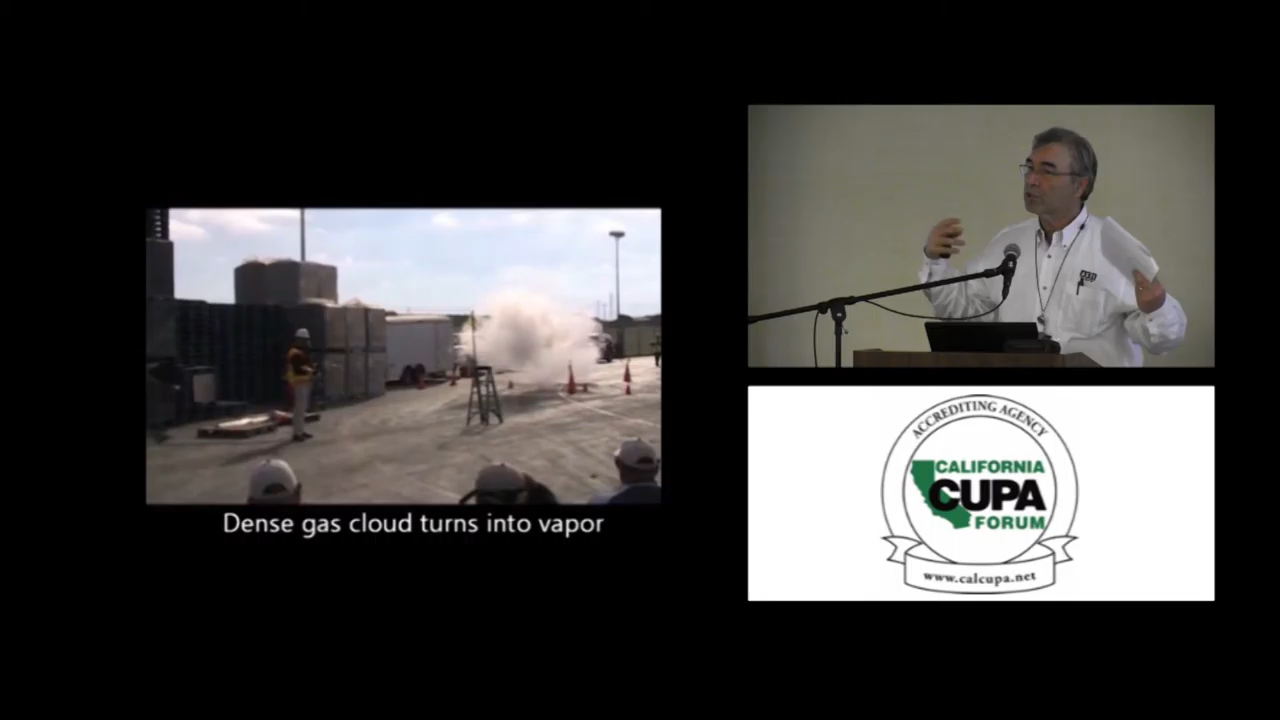 Dense gas cloud turns into vapor
ACCREDITING AGENCY
CALIFORNIA
CUPA
FORUM
www.calcupa.net